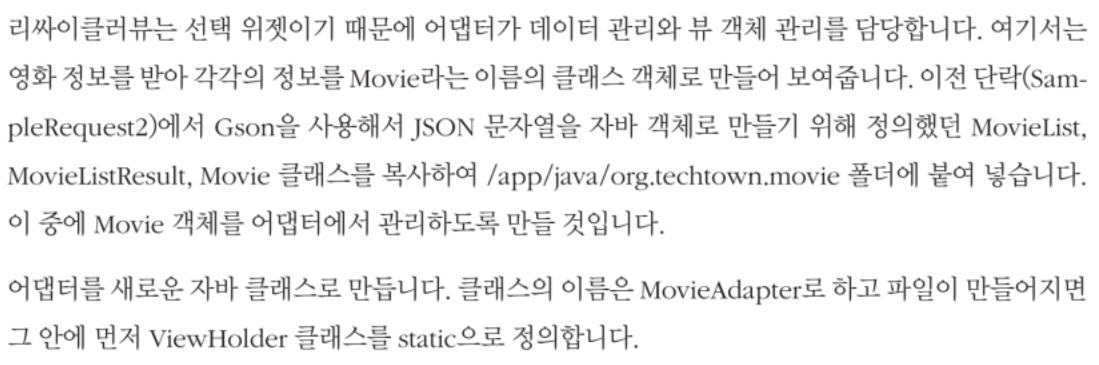 리싸이클러뷰는 선택 위젯이기 때문에 어댑터가 데이터 관리와 뷰 객체 관리를 담당합니다. 여기서는
영화 정보를 받아 각각의 정보를 Movie라는 이름의 클래스 객체로 만들어 보여줍니다. 이전 단락(Sam-
pleRequest2)에서 Gson을 사용해서 JSON 문자열을 자바 객체로 만들기 위해 정의했던 MovieList,
MovieListResult, Movie 클래스를 복사하여 /app/java/org.techtown.movie 폴더에 붙여 넣습니다.
이 중에 Movie 객체를 어댑터에서 관리하도록 만들 것입니다.
어댑터를 새로운 자바 클래스로 만듭니다. 클래스의 이름은 MovieAdapter로 하고 파일이 만들어지면
그 안에 먼저 ViewHolder 클래스를 static으로 정의합니다.